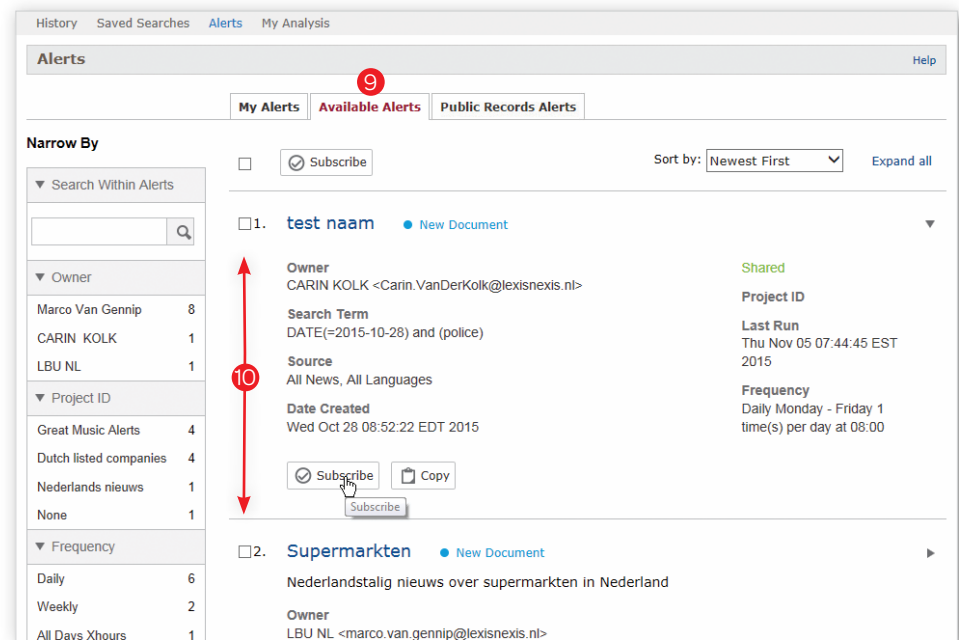 History Saved Searches Alerts My Analysis
Alerts Help
9
My Alerts Available Alerts Public Records Alerts
Narrow By
Search Within Alerts
Owner
Marco Van Gennip 8
CARIN KOLK 1
LBU NL 1
Project ID
Great Music Alerts 4
Dutch listed companies 4
Nederlands nieuws 1
None 1
Frequency
Daily 6
Weekly 2
All Days Xhours 1
Subscribe Sort by: Newest First Expand all
1. test naam New Document
10
Owner
CARIN KOLK <Carin.VanDerKolk@lexisnexis.nl>
Search Term
DATE(=2015-10-28) and (police)
Source
All News, All Languages
Date Created
Wed Oct 28 08:52:22 EDT 2015
Shared
Project ID
Last Run
Thu Nov 05 07:44:45 EST
2015
Frequency
Daily Monday - Friday 1
time(s) per day at 08:00
Subscribe Copy
Subscribe
2. Supermarkten New Document
Nederlandstalig nieuws over supermarkten in Nederland
Owner
LBU NL <marco.van.gennip@lexisnexis.nl>